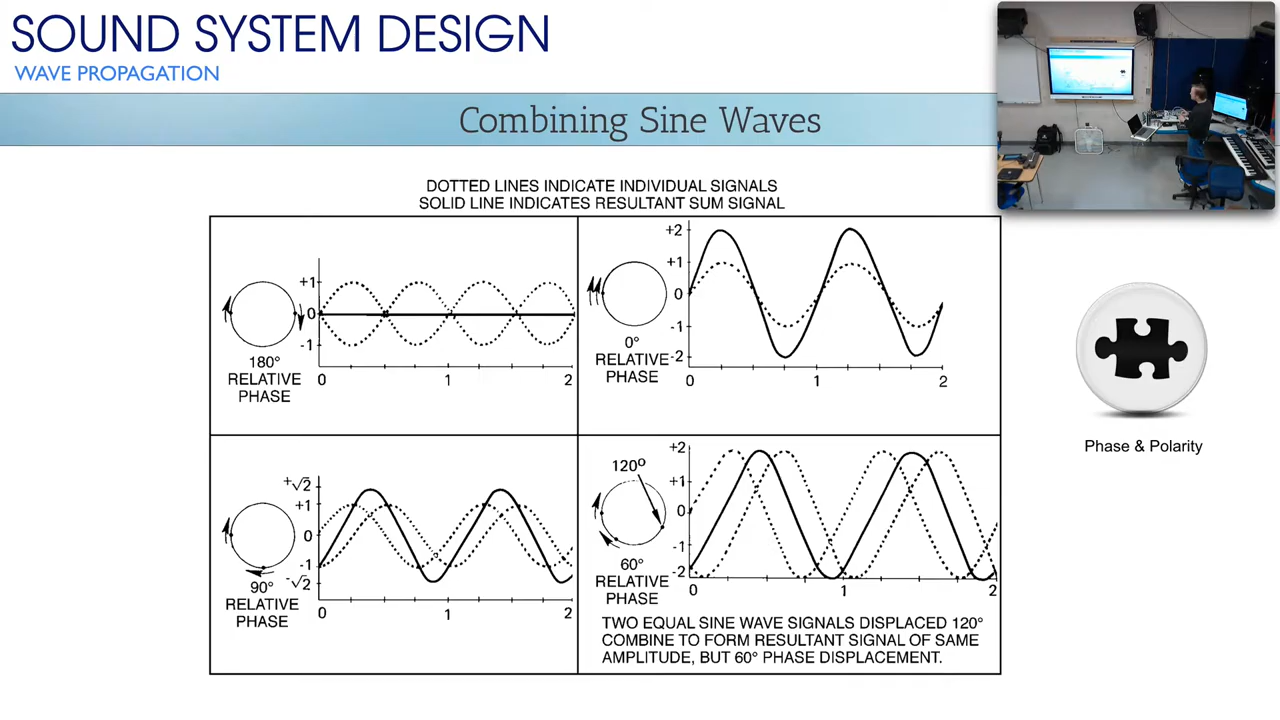 SOUND SYSTEM DESIGN
WAVE PROPAGATION
Combining Sine Waves
DOTTED LINES INDICATE INDIVIDUAL SIGNALS
SOLID LINE INDICATES RESULTANT SUM SIGNAL
+1
0
-1
180°
RELATIVE
PHASE
0
1
2
+2
+1
0
-1
-2
0°
RELATIVE
PHASE
0
1
2
Phase & Polarity
+√2
+1
0
-1
-√2
90°
RELATIVE
PHASE
0
1
2
+2
+1
0
-1
-2
120°
60°
RELATIVE
PHASE
0
1
2
TWO EQUAL SINE WAVE SIGNALS DISPLACED 120°
COMBINE TO FORM RESULTANT SIGNAL OF SAME
AMPLITUDE, BUT 60° PHASE DISPLACEMENT.